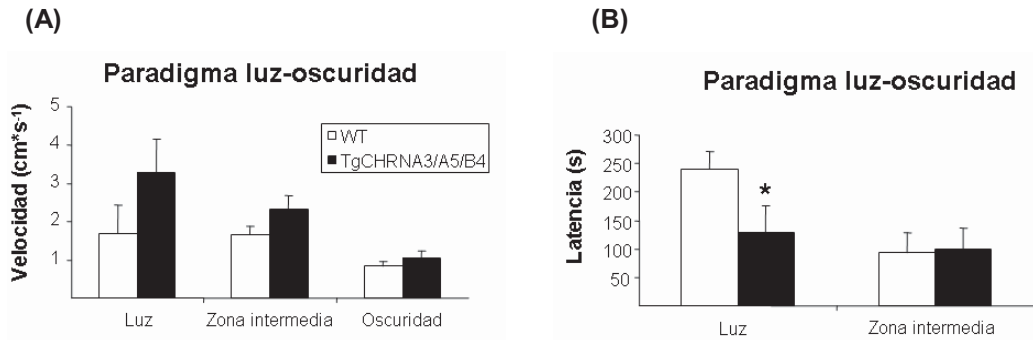 (A)
Paradigma luz-oscuridad
Velocidad (cm*s-1)
5
4
3
2
1
WT
TgCHRNA3/A5/B4
Luz
Zona intermedia
Oscuridad
(B)
Paradigma luz-oscuridad
Latencia (s)
300
250
200
150
100
50
*
Luz
Zona intermedia